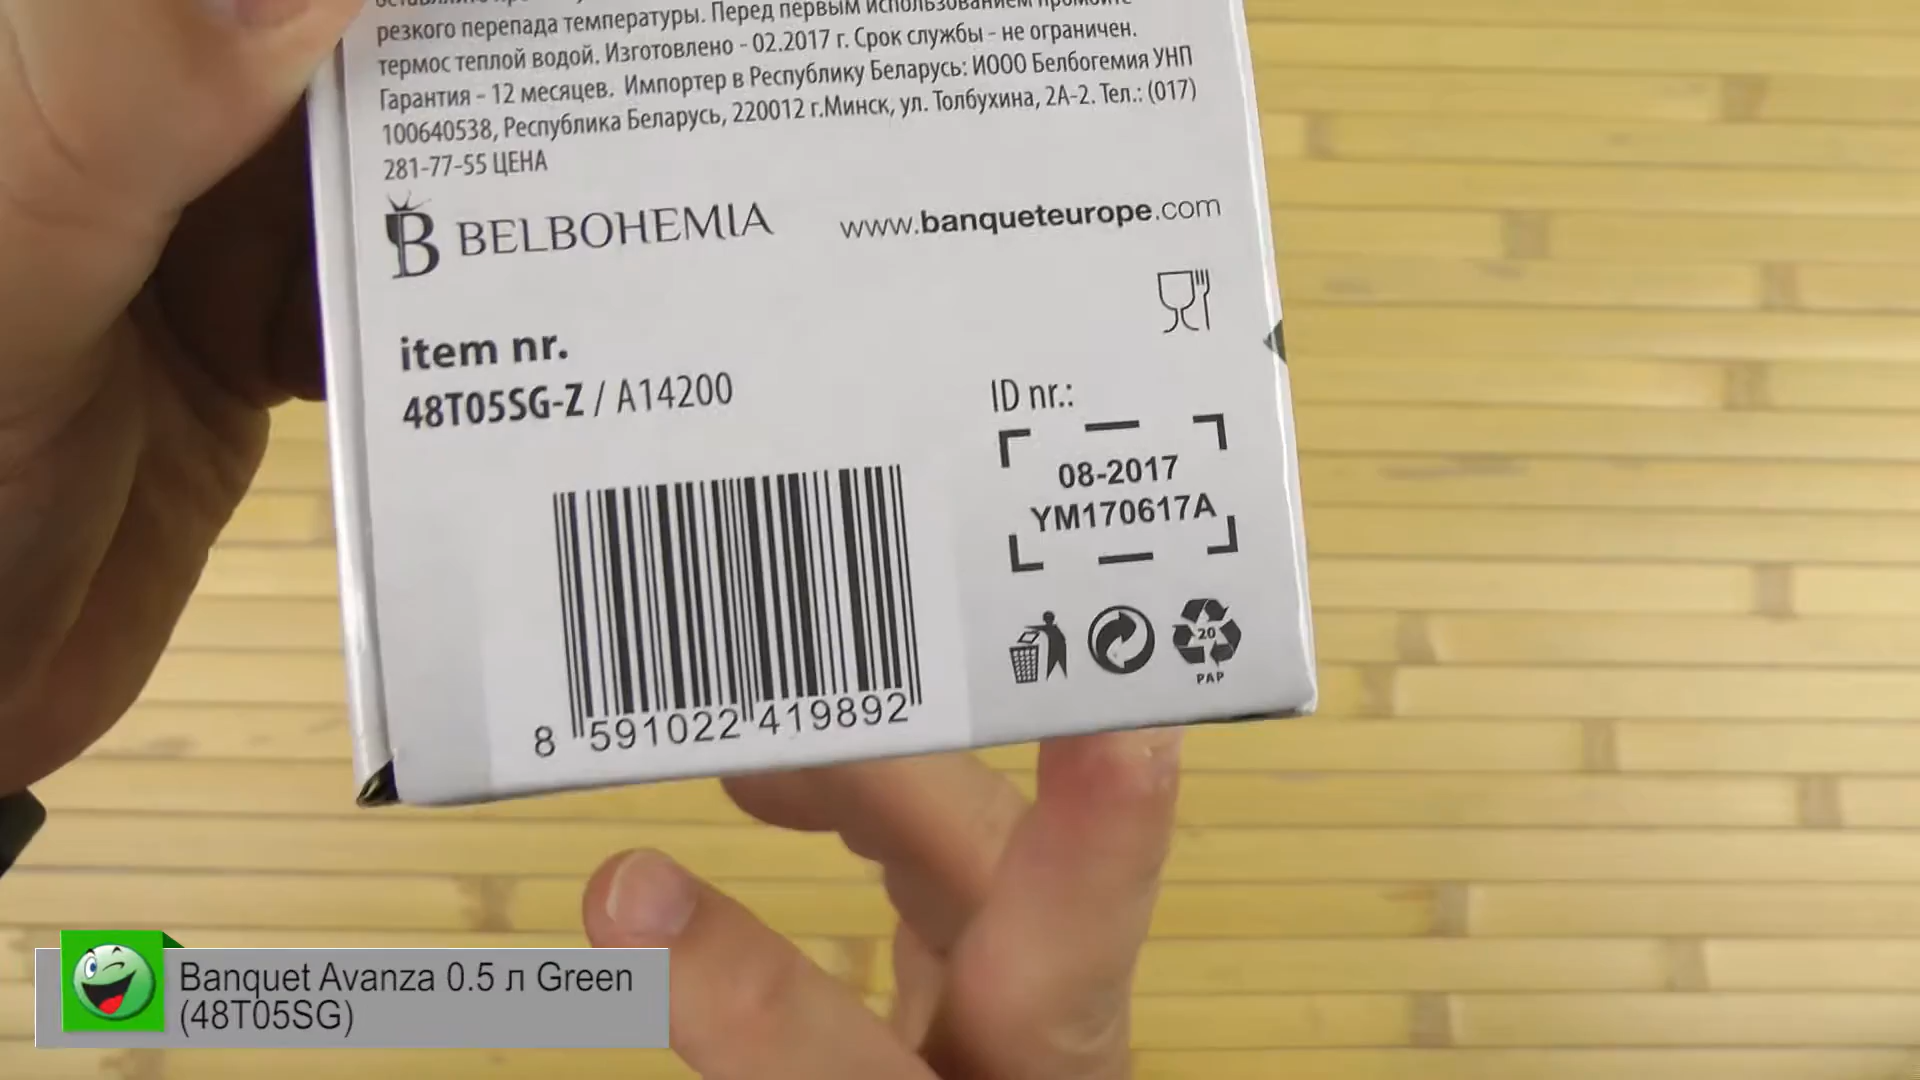 резкого перепада температуры. Перед первым использованием промойте
термос теплой водой. Изготовлено - 02.2017 г. Срок службы - не ограничен.
Гарантия - 12 месяцев. Импортер в Республику Беларусь: ИООО Белбогемия УНП
100640538, Республика Беларусь, 220012 г.Минск, ул. Толбухина, 2А-2. Тел.: (017)
281-77-55 ЦЕНА
B BELBOHEMIA
www.banqueteurope.com
item nr.
48T05SG-Z / A14200
ID nr.:
08-2017
YM170617A
20
PAP
8 591022 419892
Banquet Avanza 0.5 л Green
(48T05SG)